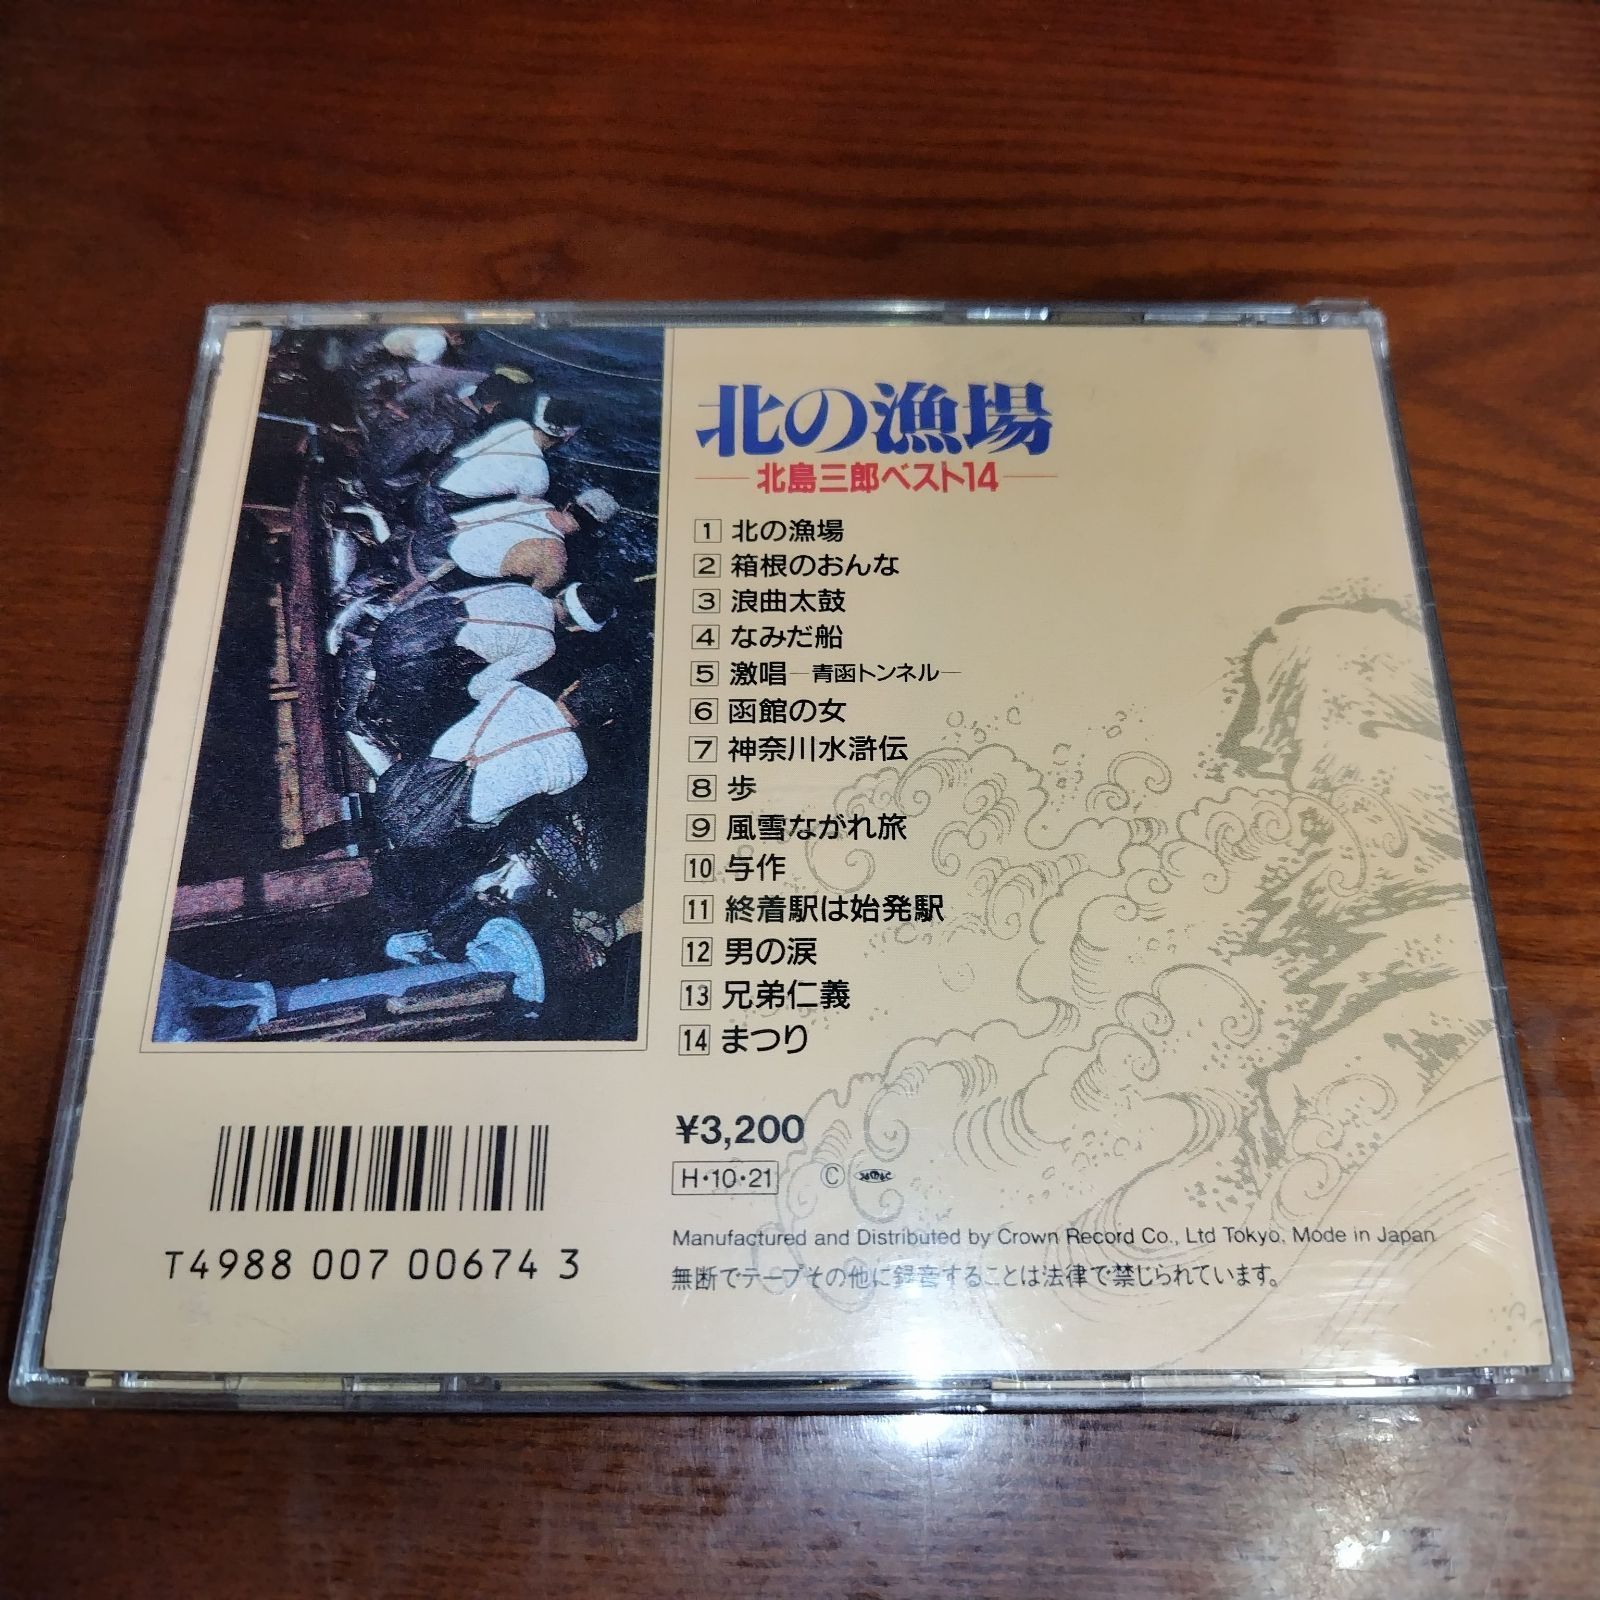 北の漁場
北島三郎ベスト14
1 北の漁場
2 箱根のおんな
3 浪曲太鼓
4 なみだ船
5 激唱―青函トンネル―
6 函館の女
7 神奈川水滸伝
8 歩
9 風雪ながれ旅
10 与作
11 終着駅は始発駅
12 男の涙
13 兄弟仁義
14 まつり
¥3,200
H・10・21 ©
Manufactured and Distributed by Crown Record Co., Ltd Tokyo, Mode in Japan
無断でテープその他に録音することは法律で禁じられています。
T4988 007 00674 3